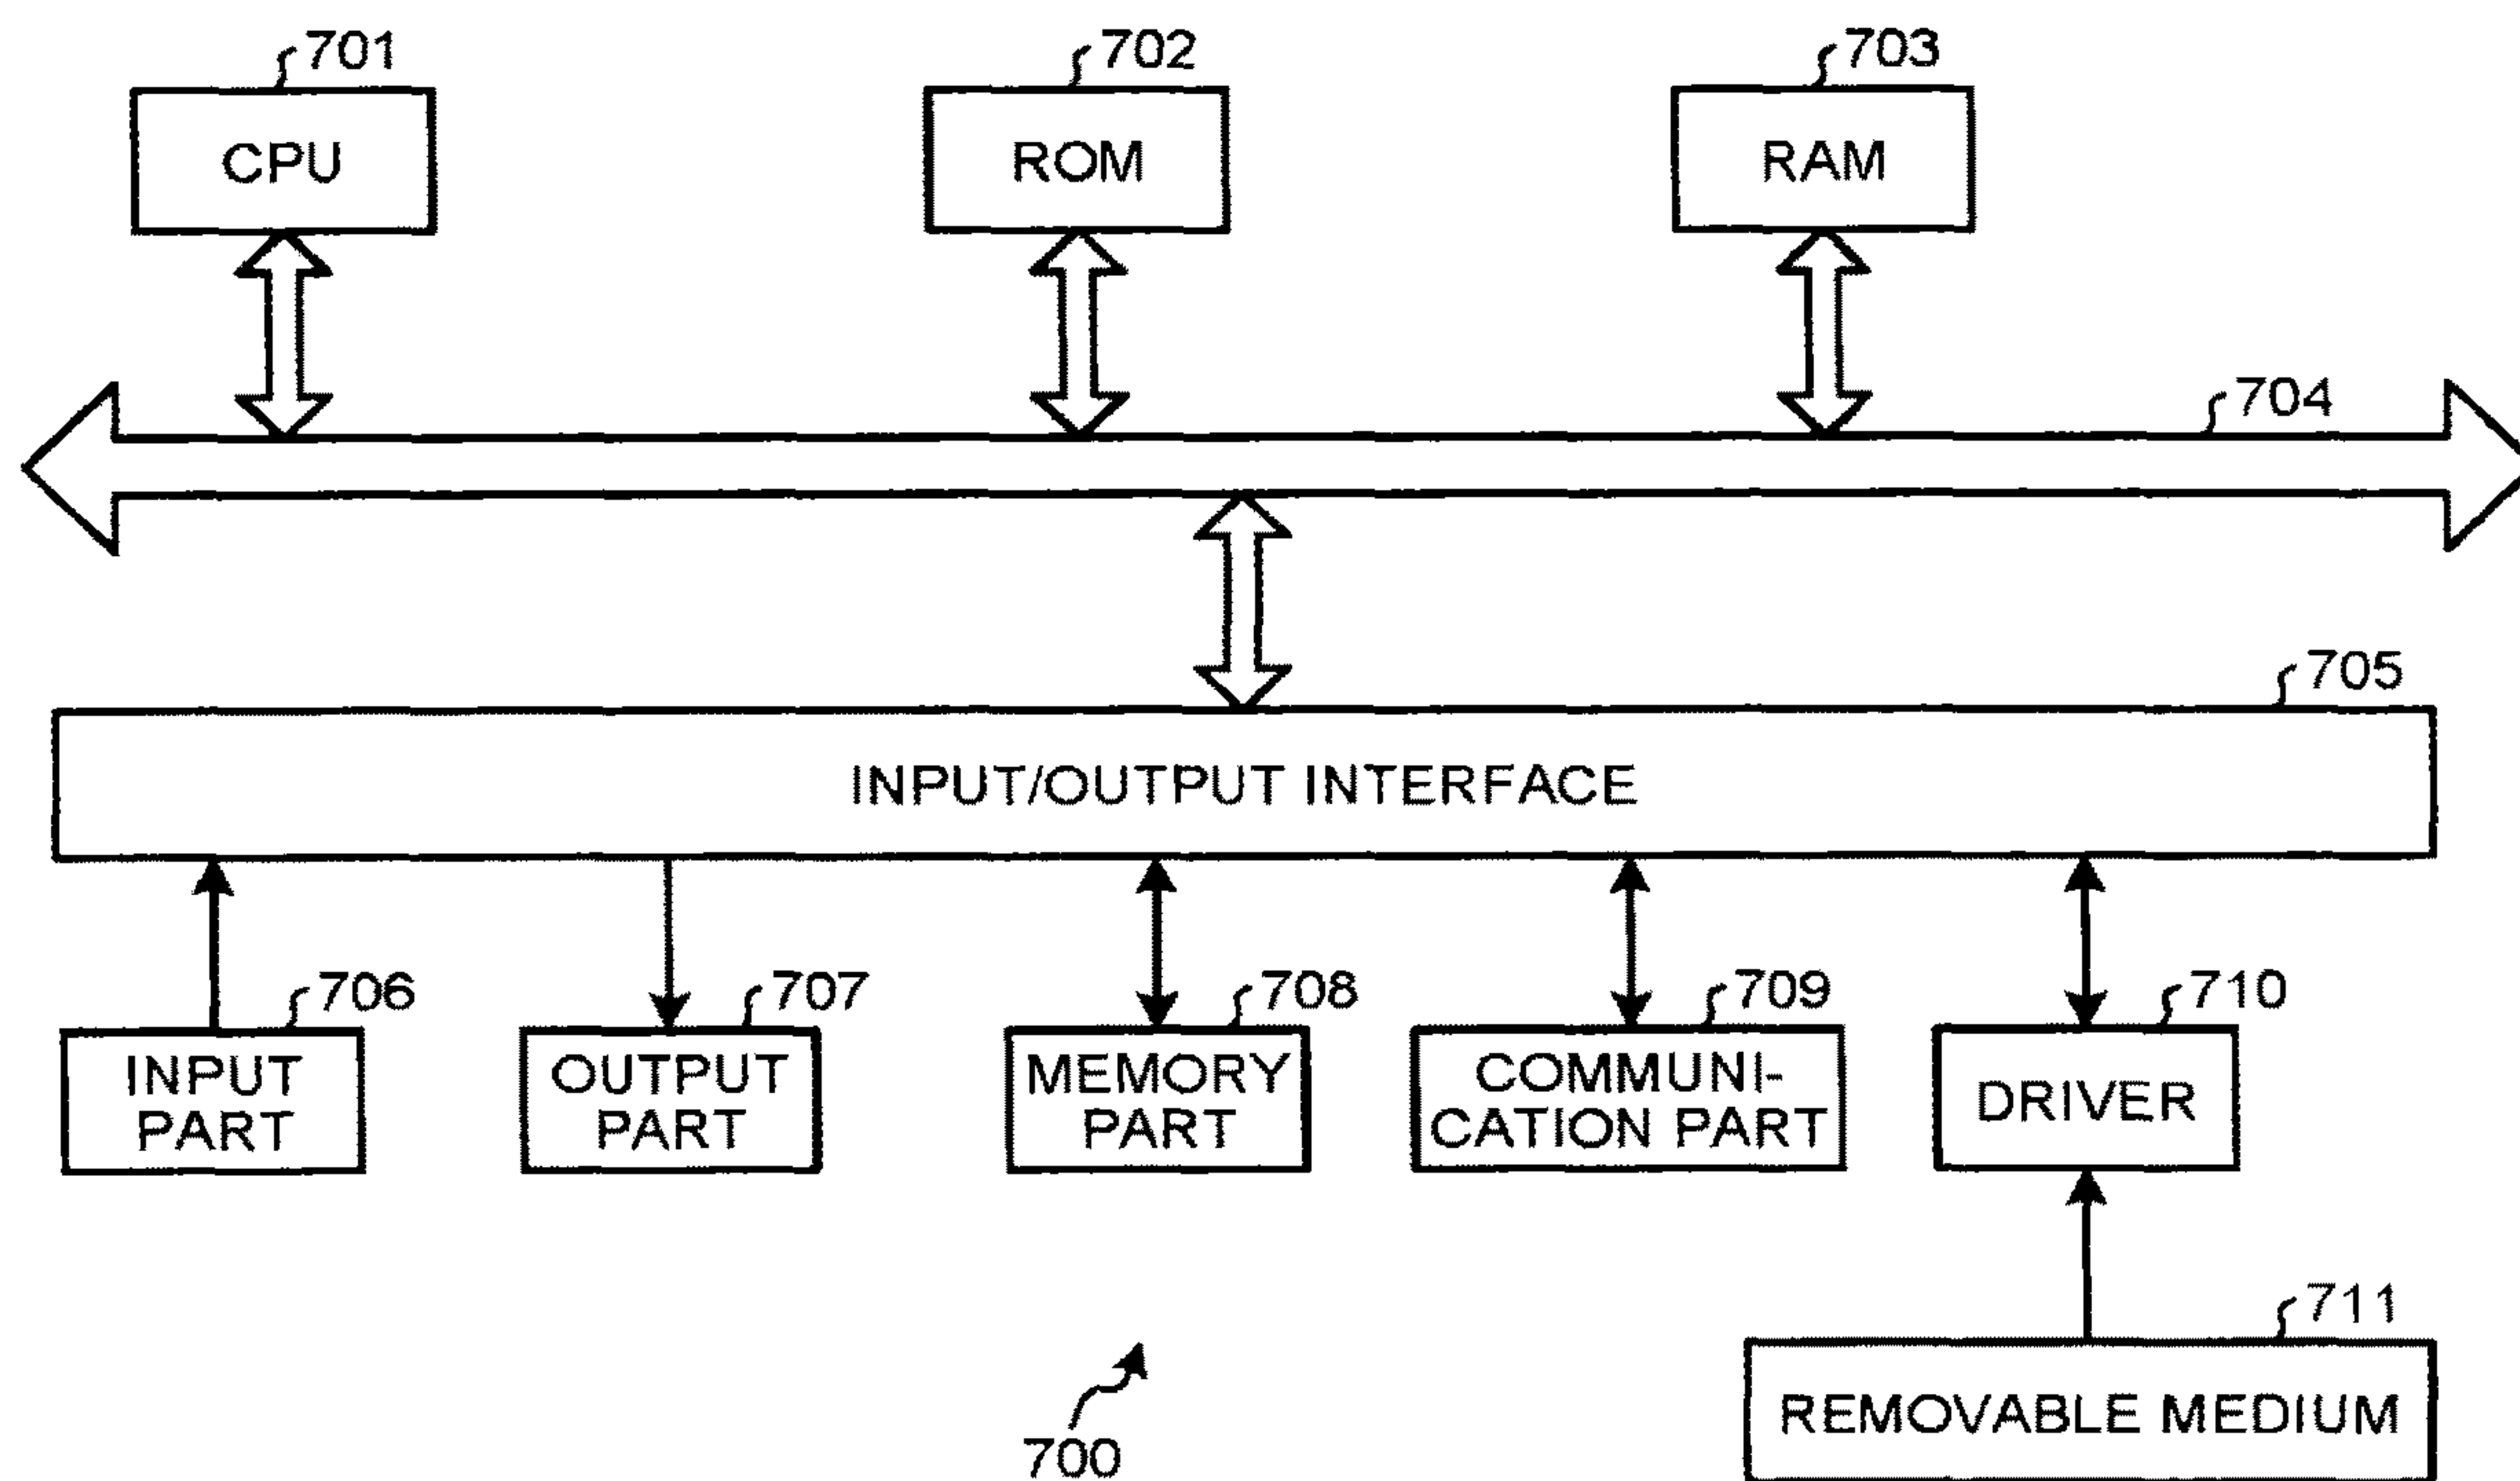 701
702
703
CPU
ROM
RAM
704
705
INPUT/OUTPUT INTERFACE
706
707
708
709
710
INPUT
PART
OUTPUT
PART
MEMORY
PART
COMMUNI-
CATION PART
DRIVER
711
REMOVABLE MEDIUM
700